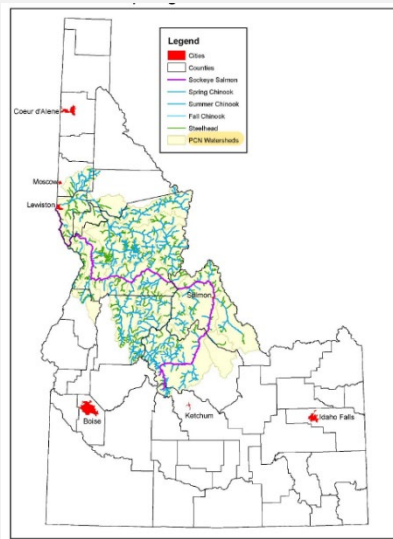 Legend
Cities
Counties
Sockeye Salmon
Spring Chinook
Summer Chinook
Fall Chinook
Steelhead
PCN Watersheds
Coeur d'Alene
Moscow
Lewiston
Salmon
Boise
Ketchum
Idaho Falls